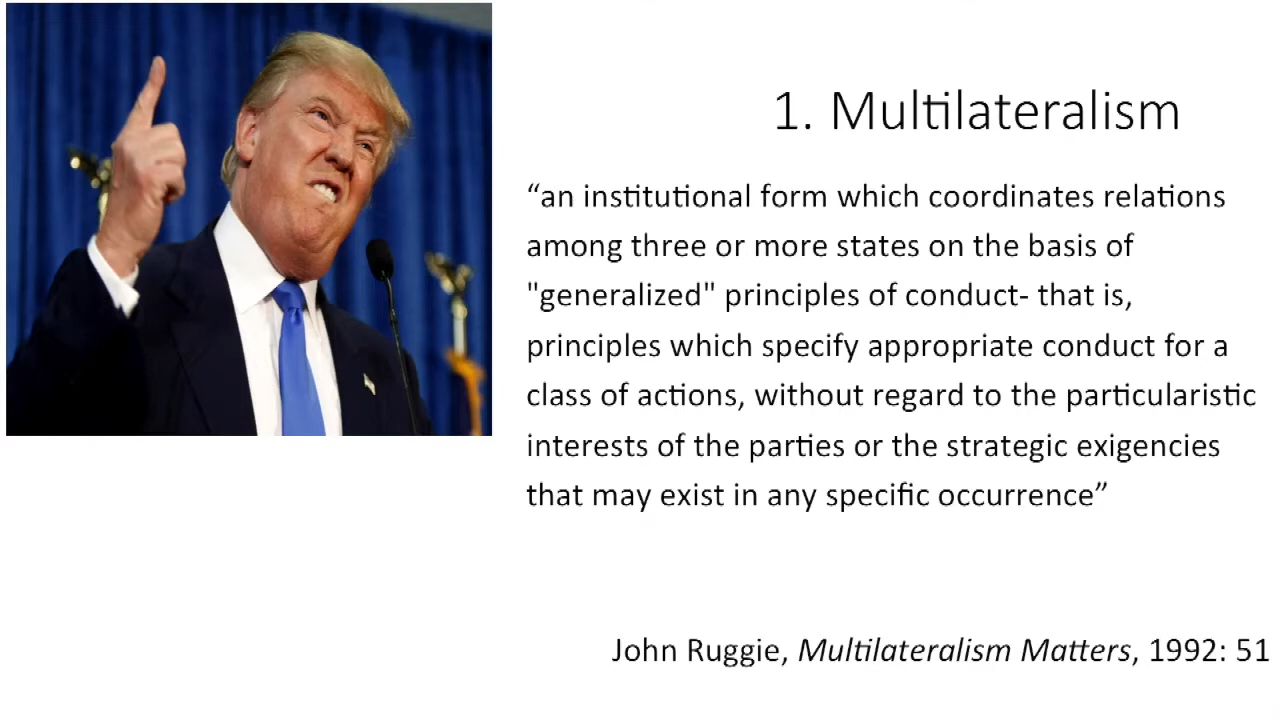 1. Multilateralism
“an institutional form which coordinates relations
among three or more states on the basis of
"generalized" principles of conduct- that is,
principles which specify appropriate conduct for a
class of actions, without regard to the particularistic
interests of the parties or the strategic exigencies
that may exist in any specific occurrence”
John Ruggie, Multilateralism Matters, 1992: 51